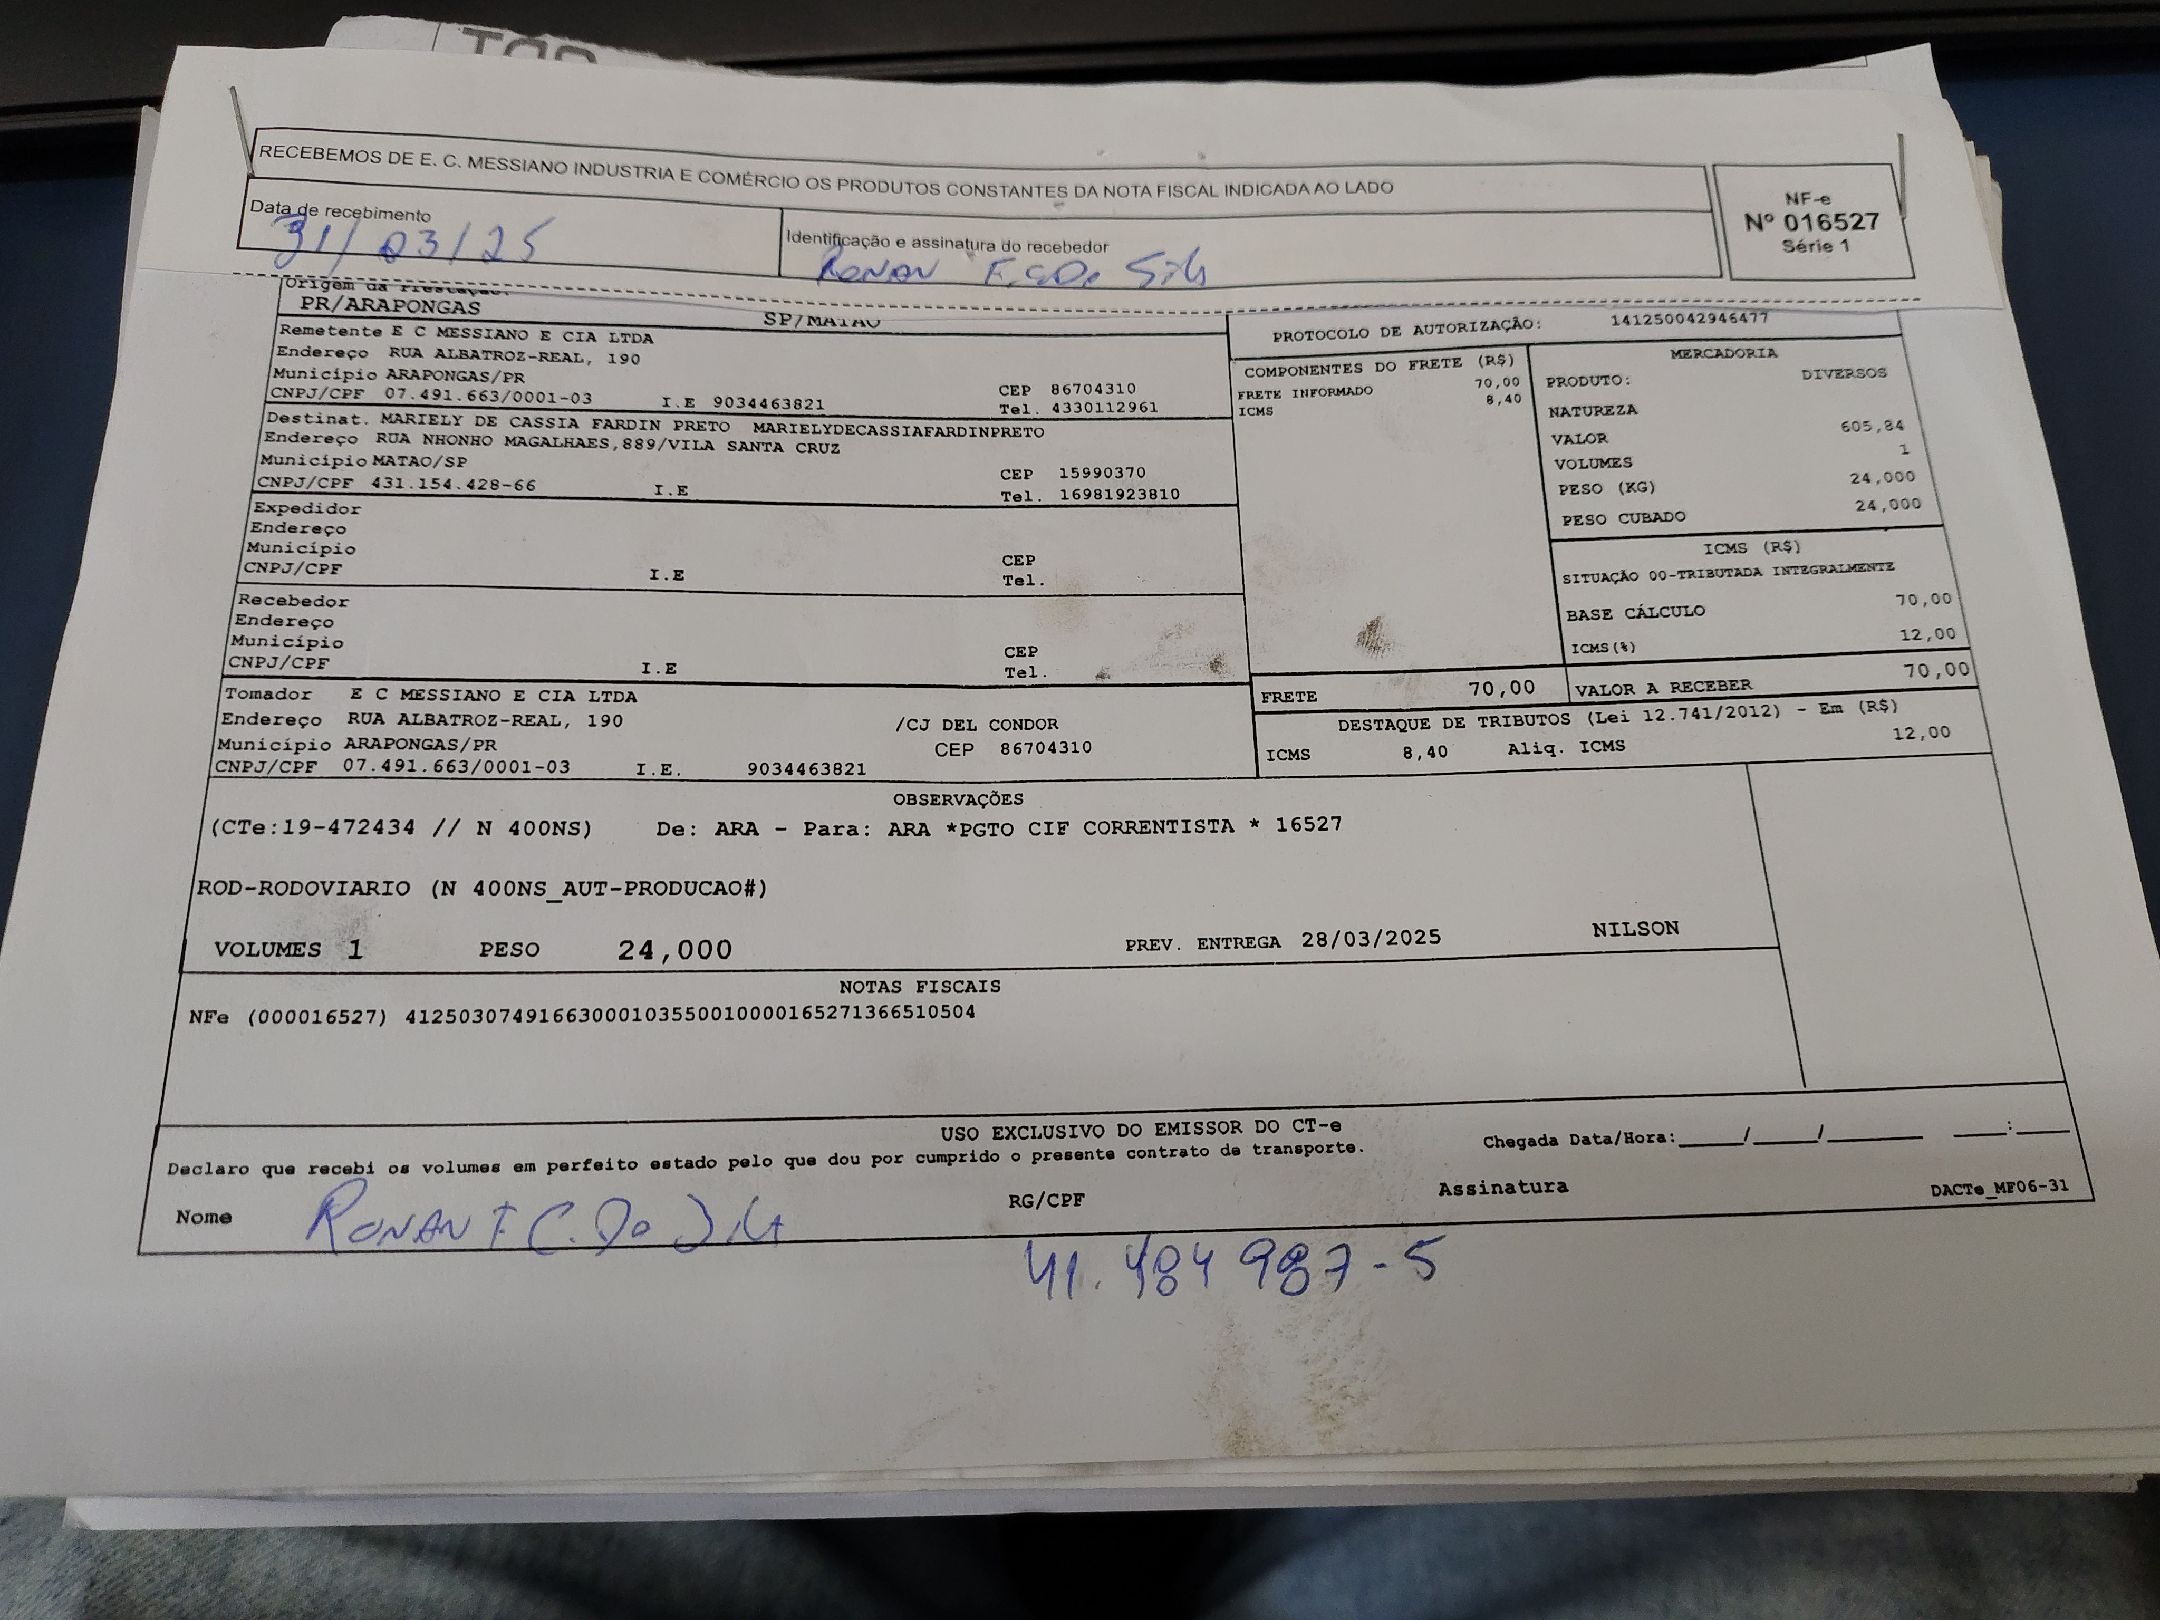 RECEBEMOS DE E. C. MESSIANO INDUSTRIA E COMÉRCIO OS PRODUTOS CONSTANTES DA NOTA FISCAL INDICADA AO LADO
NF-e
Nº 016527
Série 1
Data de recebimento
31/03/25
Identificação e assinatura do recebedor
RONAN
Origem da Prestação:
PR/ARAPONGAS SP/MATAO
Remetente E C MESSIANO E CIA LTDA
Endereço RUA ALBATROZ-REAL, 190
Município ARAPONGAS/PR CEP 86704310
CNPJ/CPF 07.491.663/0001-03 I.E 9034463821 Tel. 4330112961
Destinat. MARIELY DE CASSIA FARDIN PRETO MARIELYDECASSIAFARDINPRETO
Endereço RUA NHONHO MAGALHAES,889/VILA SANTA CRUZ
Município MATAO/SP CEP 15990370
CNPJ/CPF 431.154.428-66 I.E Tel. 16981923810
Expedidor
Endereço
Município CEP
CNPJ/CPF I.E Tel.
Recebedor
Endereço
Município CEP
CNPJ/CPF I.E Tel.
Tomador E C MESSIANO E CIA LTDA
Endereço RUA ALBATROZ-REAL, 190 /CJ DEL CONDOR
Município ARAPONGAS/PR CEP 86704310
CNPJ/CPF 07.491.663/0001-03 I.E. 9034463821
PROTOCOLO DE AUTORIZAÇÃO: 141250042946477
COMPONENTES DO FRETE (R$)
FRETE INFORMADO 70,00
ICMS 8,40
MERCADORIA
PRODUTO: DIVERSOS
NATUREZA
VALOR 605,84
VOLUMES 1
PESO (KG) 24,000
PESO CUBADO 24,000
ICMS (R$)
SITUAÇÃO 00-TRIBUTADA INTEGRALMENTE
BASE CÁLCULO 70,00
ICMS(%) 12,00
FRETE 70,00 VALOR A RECEBER 70,00
DESTAQUE DE TRIBUTOS (Lei 12.741/2012) - Em (R$)
ICMS 8,40 Aliq. ICMS 12,00
OBSERVAÇÕES
(CTe:19-472434 // N 400NS) De: ARA - Para: ARA *PGTO CIF CORRENTISTA * 16527
ROD-RODOVIARIO (N 400NS_AUT-PRODUCAO#)
VOLUMES 1 PESO 24,000 PREV. ENTREGA 28/03/2025 NILSON
NOTAS FISCAIS
NFe (000016527) 41250307491663000103550010000165271366510504
USO EXCLUSIVO DO EMISSOR DO CT-e
Declaro que recebi os volumes em perfeito estado pelo que dou por cumprido o presente contrato de transporte.
Chegada Data/Hora:_____/_____/________ ____:____
Nome RONAN RG/CPF Assinatura DACTe_MF06-31
41.484 987-5